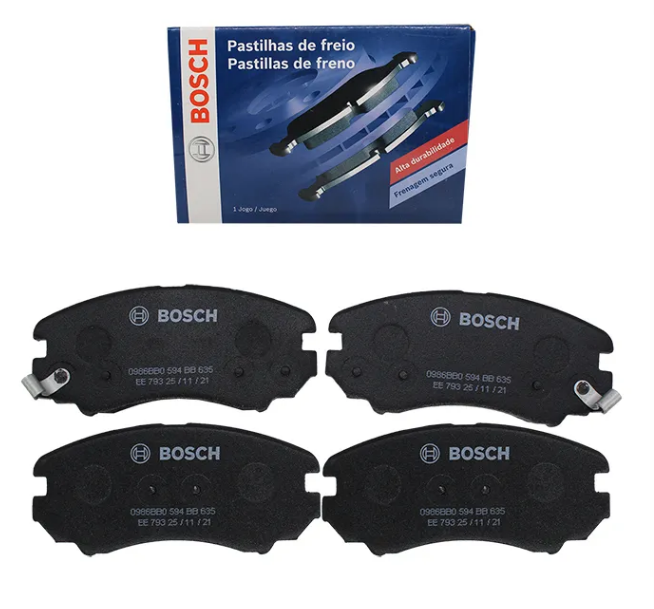 BOSCH
Pastilhas de freio
Pastillas de freno
Alta durabilidade
Frenagem segura
1 Jogo / Juego
BOSCH
0986BB0 594 BB 635
EE 793 25 / 11 / 21
BOSCH
0986BB0 594 BB 635
EE 793 25 / 11 / 21
BOSCH
0986BB0 594 BB 635
EE 793 25 / 11 / 21
BOSCH
0986BB0 594 BB 635
EE 793 25 / 11 / 21